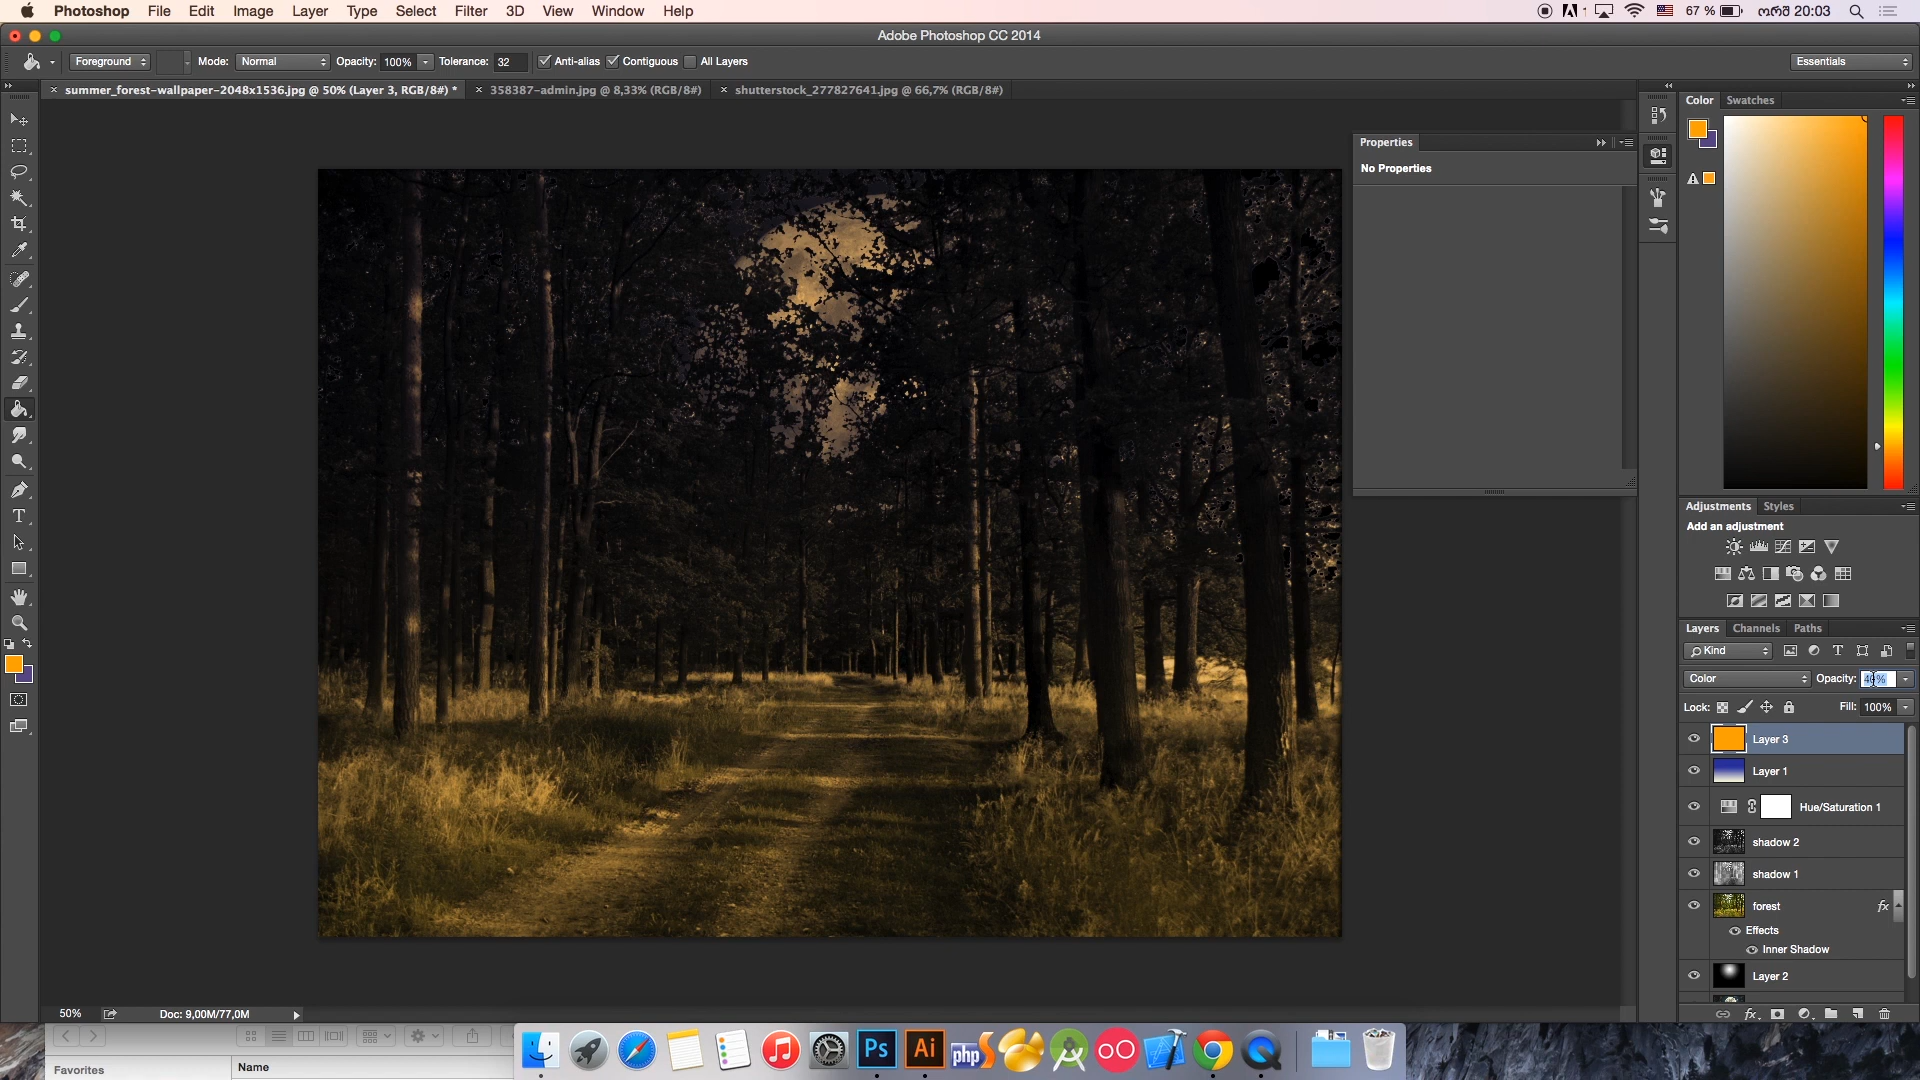 Photoshop File Edit Image Layer Type Select Filter 3D View Window Help 67 % ორშ 20:03
Adobe Photoshop CC 2014
Foreground Mode: Normal Opacity: 100% Tolerance: 32 Anti-alias Contiguous All Layers Essentials
summer_forest-wallpaper-2048x1536.jpg @ 50% (Layer 3, RGB/8#) * 358387-admin.jpg @ 8,33% (RGB/8#) shutterstock_277827641.jpg @ 66,7% (RGB/8#)
Color Swatches
Properties
No Properties
Adjustments Styles
Add an adjustment
Layers Channels Paths
Kind
Color Opacity:
Lock: Fill: 100%
Layer 3
Layer 1
Hue/Saturation 1
shadow 2
shadow 1
forest fx
Effects
Inner Shadow
Layer 2
50% Doc: 9,00M/77,0M
Ps Ai php
Favorites Name